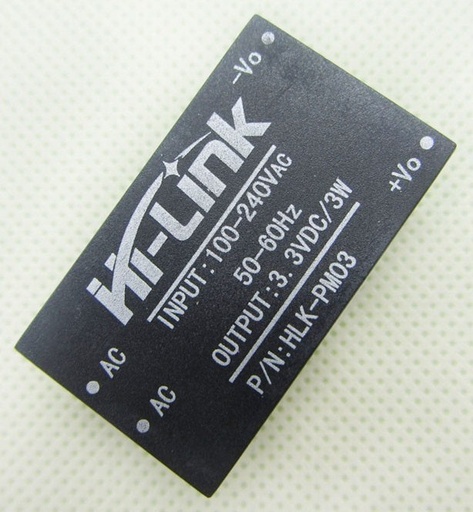 -Vo
+Vo
Hi-Link
INPUT:100-240VAC
50-60Hz
OUTPUT:3.3VDC/3W
P/N:HLK-PM03
AC
AC